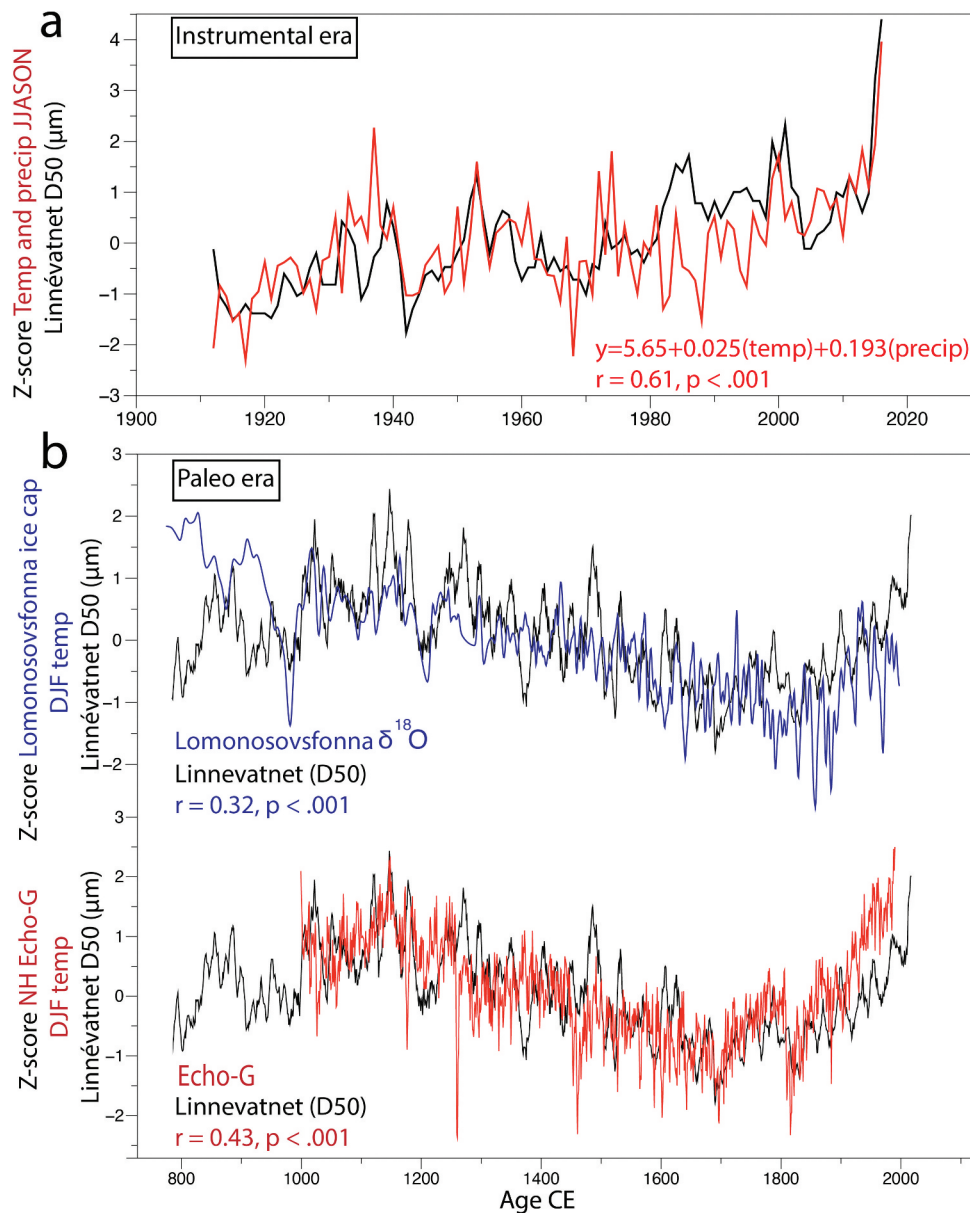 a
Instrumental era
Z-score Temp and precip JJASON
Linnévatnet D50 (µm)
4
3
2
1
0
−1
−2
−3
y=5.65+0.025(temp)+0.193(precip)
r = 0.61, p < .001
1900 1920 1940 1960 1980 2000 2020
b
Paleo era
Z-score Lomonosovsfonna ice cap
DJF temp
Linnévatnet D50 (µm)
3
2
1
0
−1
−2
Lomonosovsfonna δ18O
Linnevatnet (D50)
r = 0.32, p < .001
Z-score NH Echo-G
DJF temp
Linnévatnet D50 (µm)
3
2
1
0
−1
−2
Echo-G
Linnevatnet (D50)
r = 0.43, p < .001
800 1000 1200 1400 1600 1800 2000
Age CE